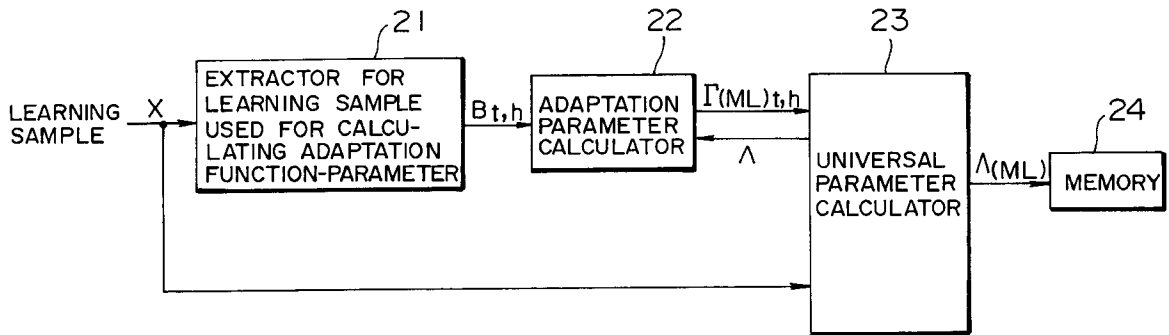 21
22
23
24
LEARNING
SAMPLE
X
EXTRACTOR FOR
LEARNING SAMPLE
USED FOR CALCU-
LATING ADAPTATION
FUNCTION-PARAMETER
Bt,h
ADAPTATION
PARAMETER
CALCULATOR
Γ(ML)t,h
Λ
UNIVERSAL
PARAMETER
CALCULATOR
Λ(ML)
MEMORY